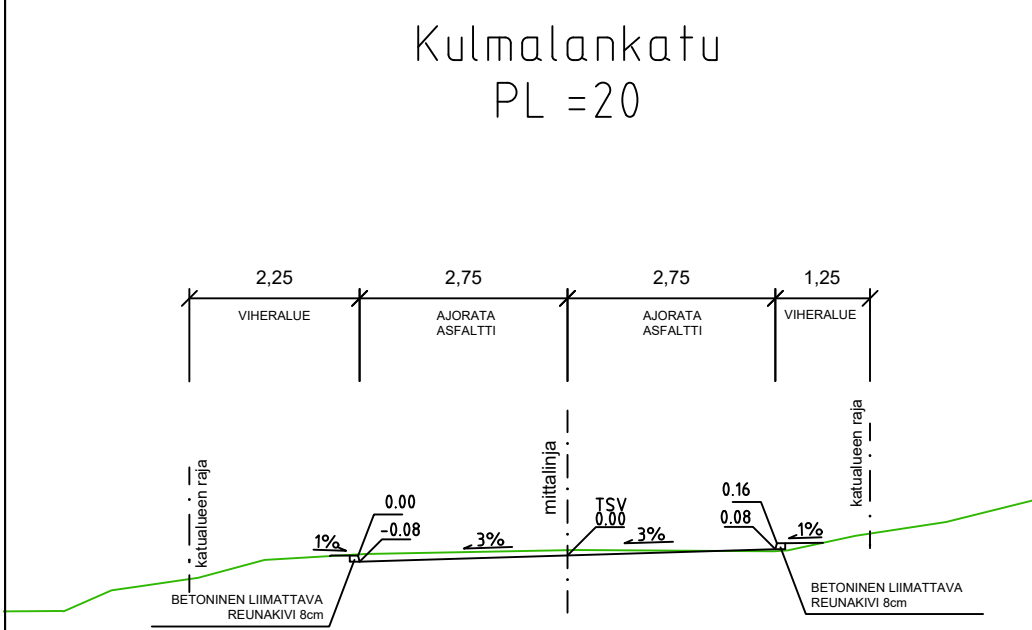 Kulmalankatu
PL =20
2,25
2,75
2,75
1,25
VIHERALUE
AJORATA
ASFALTTI
AJORATA
ASFALTTI
VIHERALUE
katualueen raja
mittalinja
katualueen raja
0.00
-0.08
TSV
0.00
0.16
0.08
1%
3%
3%
1%
BETONINEN LIIMATTAVA
REUNAKIVI 8cm
BETONINEN LIIMATTAVA
REUNAKIVI 8cm